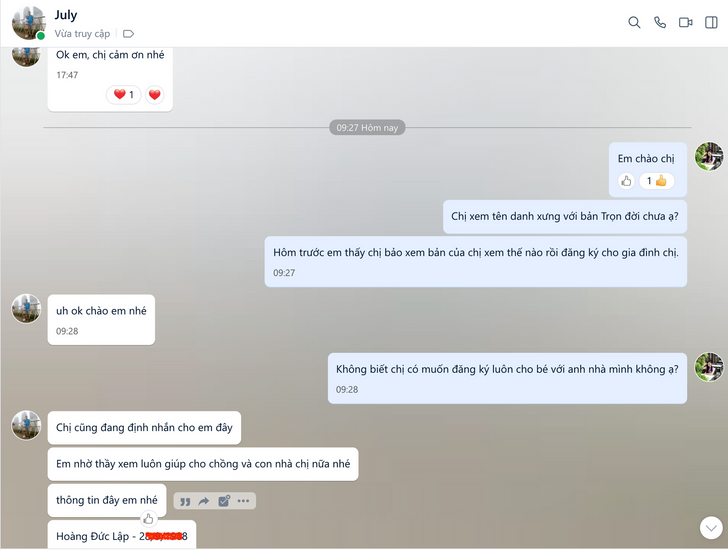 July
Vừa truy cập
Ok em, chị cảm ơn nhé
17:47
1
09:27 Hôm nay
Em chào chị
1
Chị xem tên danh xưng với bản Trọn đời chưa ạ?
Hôm trước em thấy chị bảo xem bản của chị xem thế nào rồi đăng ký cho gia đình chị.
09:27
uh ok chào em nhé
09:28
Không biết chị có muốn đăng ký luôn cho bé với anh nhà mình không ạ?
09:28
Chị cũng đang định nhắn cho em đây
Em nhờ thầy xem luôn giúp cho chồng và con nhà chị nữa nhé
thông tin đây em nhé
Hoàng Đức Lập - 2